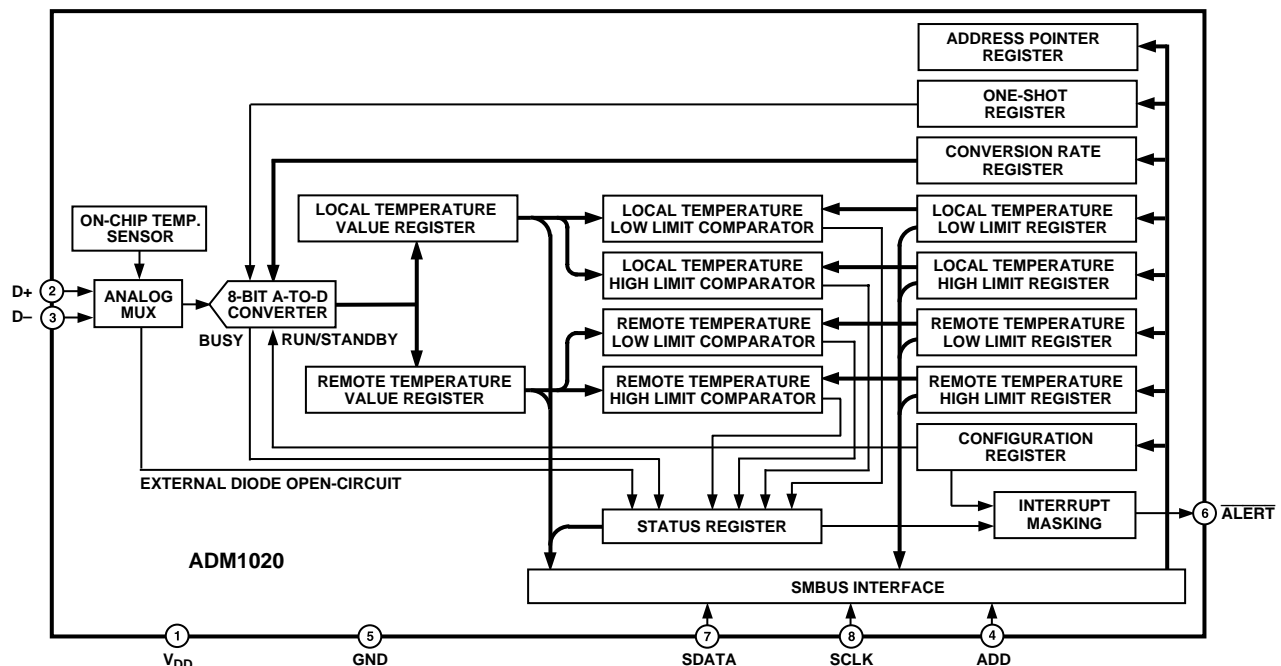 ADDRESS POINTER
REGISTER
ONE-SHOT
REGISTER
CONVERSION RATE
REGISTER
ON-CHIP TEMP.
SENSOR
LOCAL TEMPERATURE
VALUE REGISTER
LOCAL TEMPERATURE
LOW LIMIT COMPARATOR
LOCAL TEMPERATURE
LOW LIMIT REGISTER
LOCAL TEMPERATURE
HIGH LIMIT COMPARATOR
LOCAL TEMPERATURE
HIGH LIMIT REGISTER
D+
2
D–
3
ANALOG
MUX
8-BIT A-TO-D
CONVERTER
BUSY
RUN/STANDBY
REMOTE TEMPERATURE
LOW LIMIT COMPARATOR
REMOTE TEMPERATURE
LOW LIMIT REGISTER
REMOTE TEMPERATURE
VALUE REGISTER
REMOTE TEMPERATURE
HIGH LIMIT COMPARATOR
REMOTE TEMPERATURE
HIGH LIMIT REGISTER
CONFIGURATION
REGISTER
EXTERNAL DIODE OPEN-CIRCUIT
STATUS REGISTER
INTERRUPT
MASKING
6
ALERT
ADM1020
SMBUS INTERFACE
1
5
7
8
4
VDD
GND
SDATA
SCLK
ADD